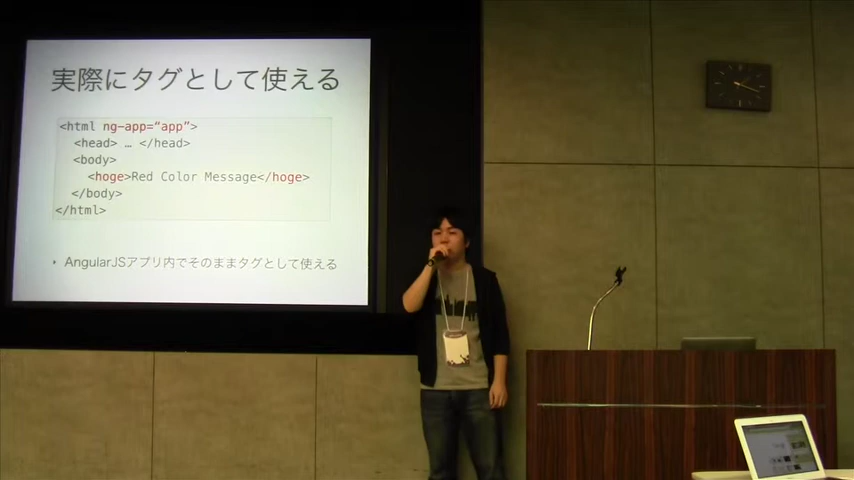 実際にタグとして使える
<html ng-app=“app”>
<head> … </head>
<body>
<hoge>Red Color Message</hoge>
</body>
</html>
・AngularJSアプリ内でそのままタグとして使える